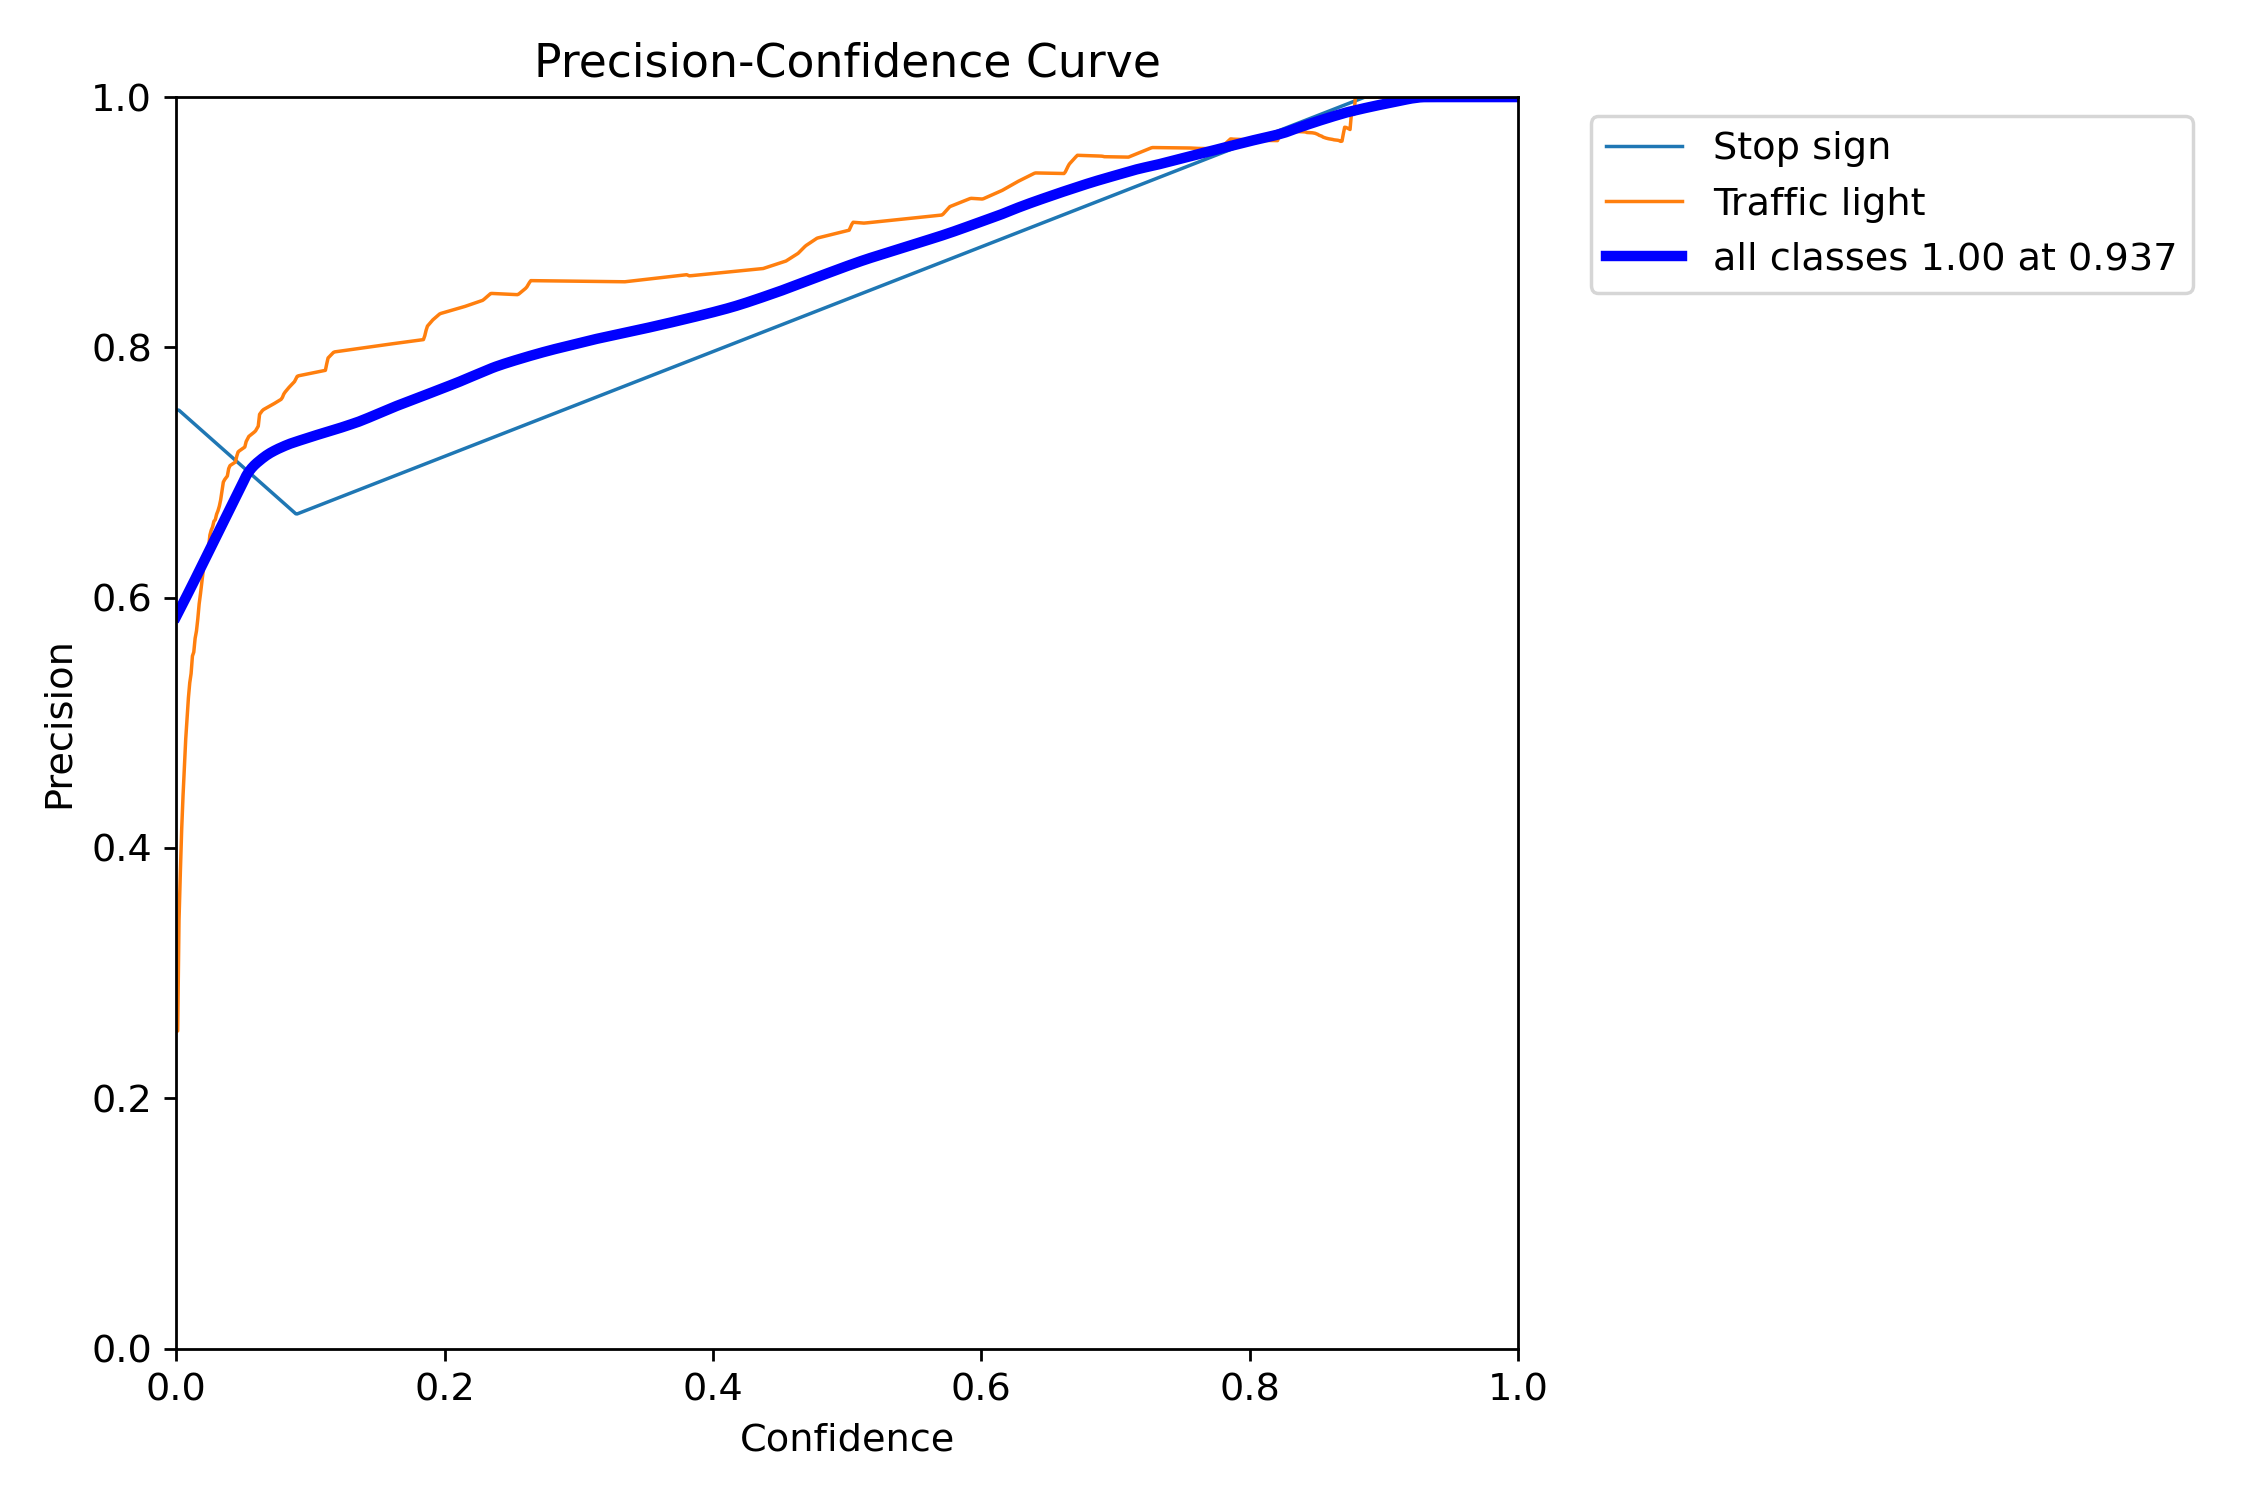 Precision-Confidence Curve
1.0
0.8
0.6
0.4
0.2
0.0
Precision
0.0 0.2 0.4 0.6 0.8 1.0
Confidence
Stop sign
Traffic light
all classes 1.00 at 0.937